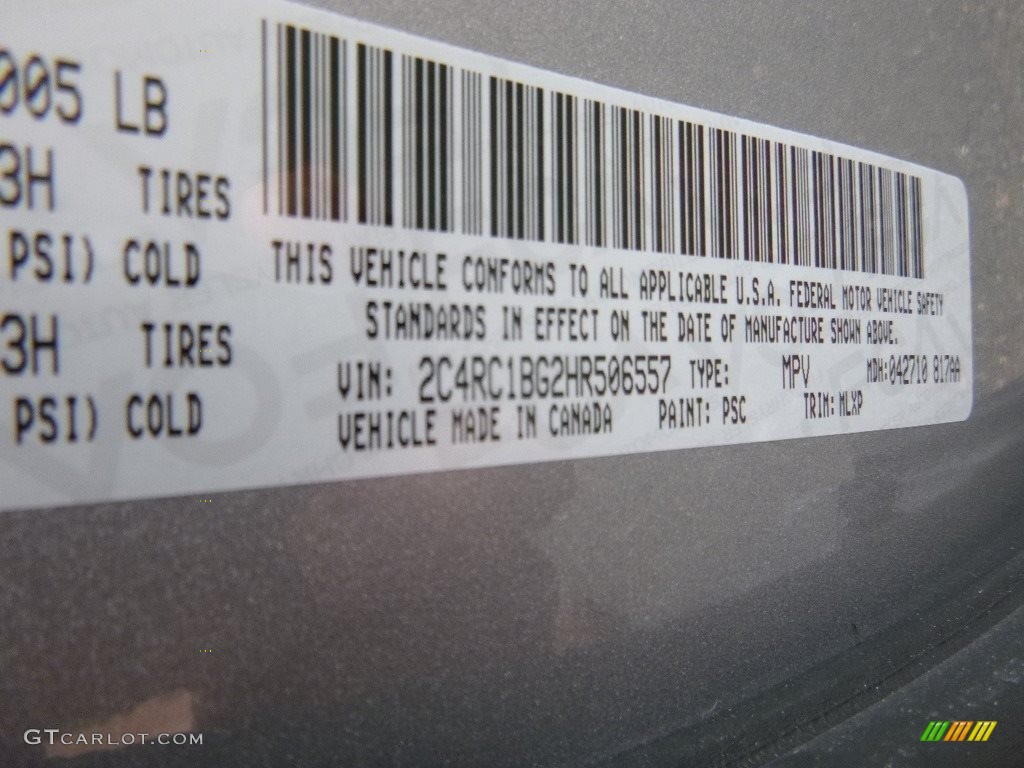 005 LB
3H TIRES
PSI) COLD
3H TIRES
PSI) COLD
THIS VEHICLE CONFORMS TO ALL APPLICABLE U.S.A. FEDERAL MOTOR VEHICLE SAFETY
STANDARDS IN EFFECT ON THE DATE OF MANUFACTURE SHOWN ABOVE.
VIN: 2C4RC1BG2HR506557 TYPE: MPV MDH:042710 817AA
VEHICLE MADE IN CANADA PAINT: PSC TRIM: MLXP
GTCARLOT.COM